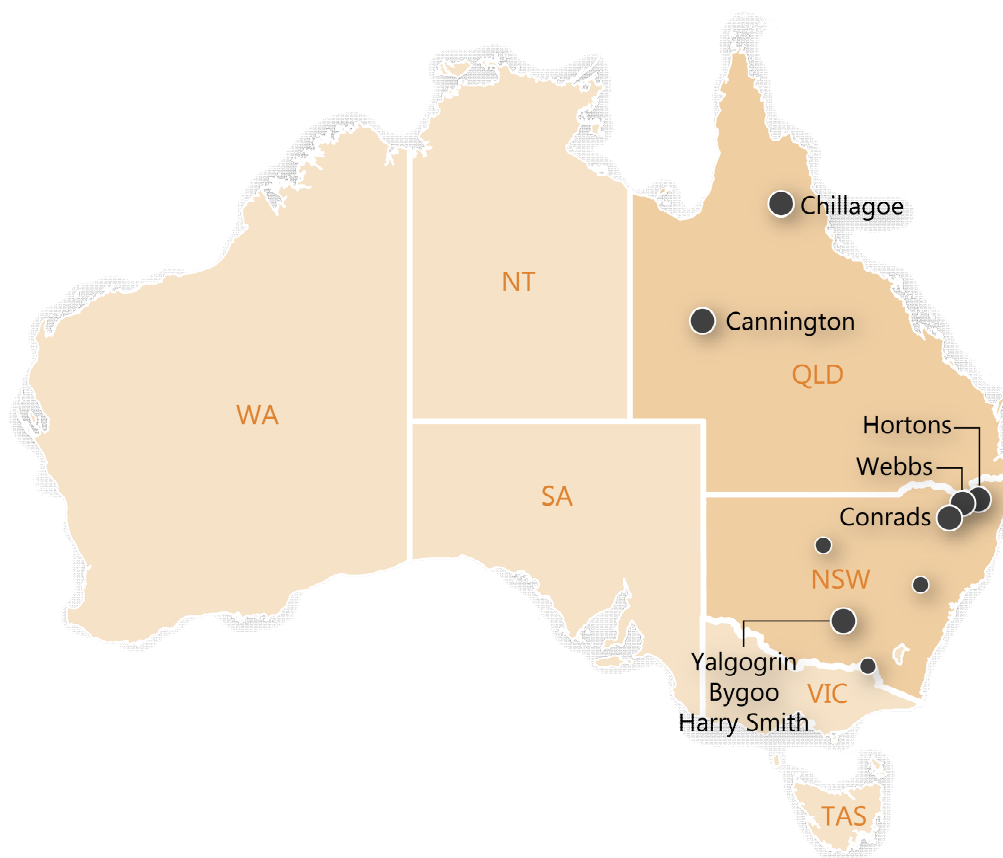 Chillagoe
NT
Cannington
QLD
WA
Hortons
Webbs
SA
Conrads
NSW
Yalgogrin
Bygoo
Harry Smith
VIC
TAS